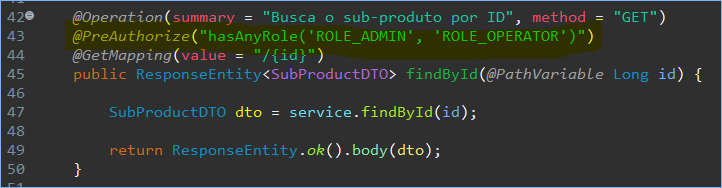 42 @Operation(summary = "Busca o sub-produto por ID", method = "GET")
43 @PreAuthorize("hasAnyRole('ROLE_ADMIN', 'ROLE_OPERATOR')")
44 @GetMapping(value = "/{id}")
45 public ResponseEntity<SubProductDTO> findById(@PathVariable Long id) {
46
47 SubProductDTO dto = service.findById(id);
48
49 return ResponseEntity.ok().body(dto);
50 }